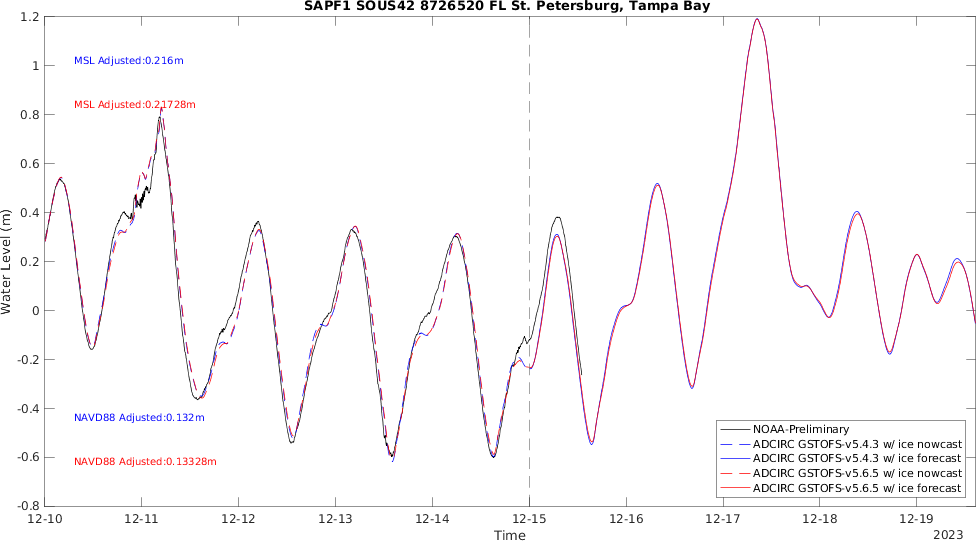 SAPF1 SOUS42 8726520 FL St. Petersburg, Tampa Bay
1.2
1
0.8
0.6
0.4
0.2
0
-0.2
-0.4
-0.6
-0.8
Water Level (m)
MSL Adjusted:0.216m
MSL Adjusted:0.21728m
NAVD88 Adjusted:0.132m
NAVD88 Adjusted:0.13328m
NOAA-Preliminary
ADCIRC GSTOFS-v5.4.3 w/ ice nowcast
ADCIRC GSTOFS-v5.4.3 w/ ice forecast
ADCIRC GSTOFS-v5.6.5 w/ ice nowcast
ADCIRC GSTOFS-v5.6.5 w/ ice forecast
12-10 12-11 12-12 12-13 12-14 12-15 12-16 12-17 12-18 12-19
Time
2023